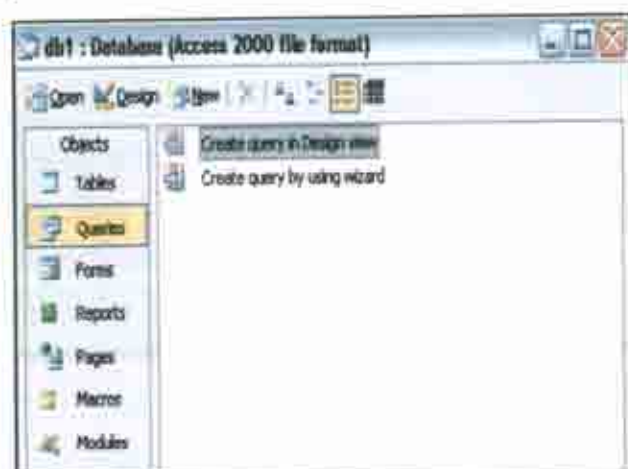 db1 : Database (Access 2000 file format)
Open Design New
Objects
Create query in Design view
Tables
Create query by using wizard
Queries
Forms
Reports
Pages
Macros
Modules